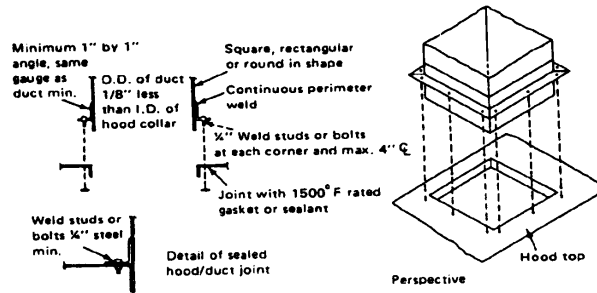 Minimum 1" by 1"
angle, same
gauge as
duct min.
O.D. of duct
1/8" less
than I.D. of
hood collar
Square, rectangular
or round in shape
Continuous perimeter
weld
¼" Weld studs or bolts
at each corner and max. 4" ℄
Joint with 1500°F rated
gasket or sealant
Weld studs or
bolts ¼" steel
min.
Detail of sealed
hood/duct joint
Hood top
Perspective